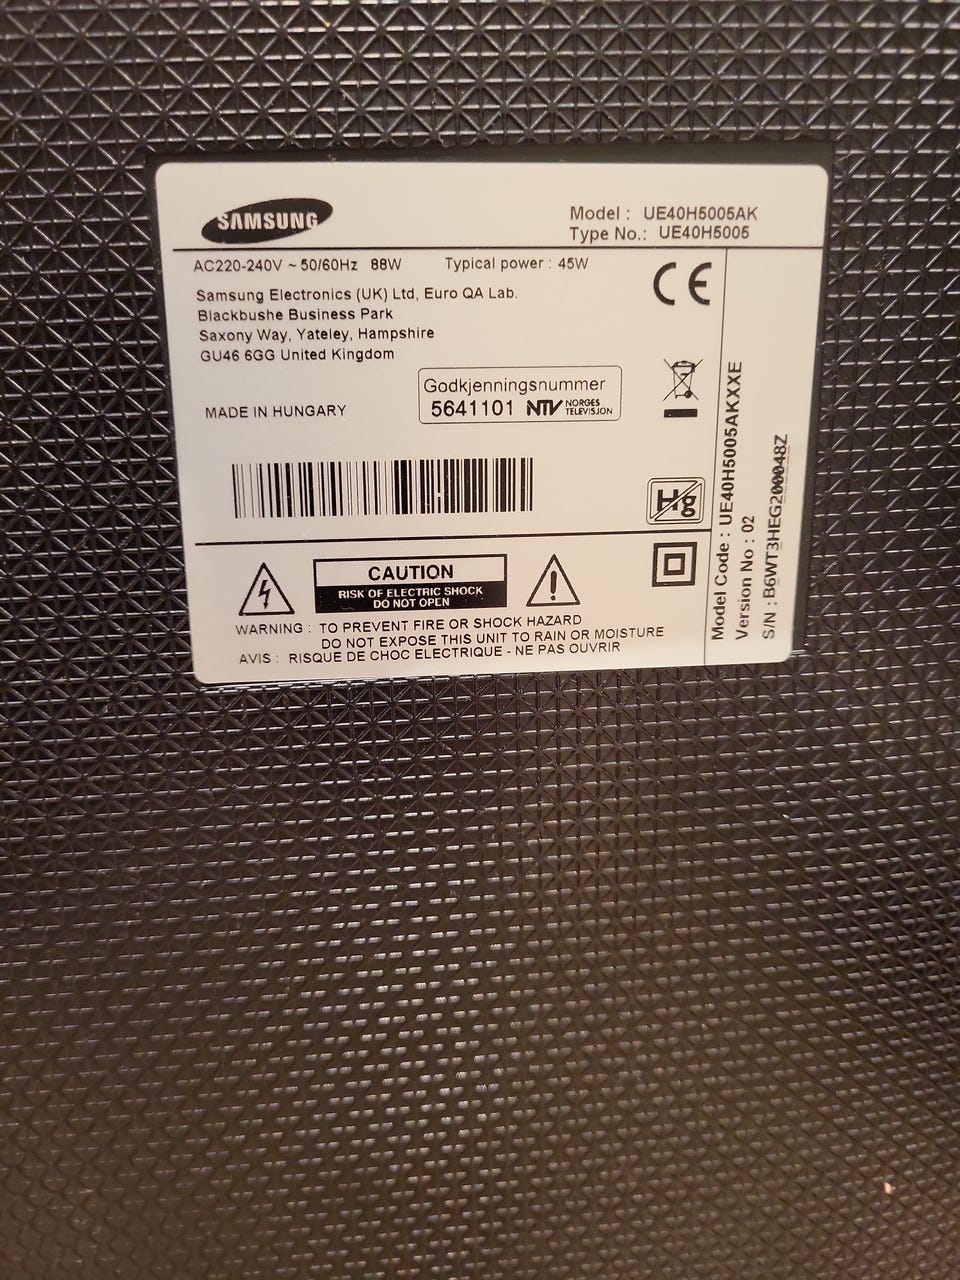 SAMSUNG
Model : UE40H5005AK
Type No.: UE40H5005
AC220-240V ~ 50/60Hz 88W Typical power : 45W
Samsung Electronics (UK) Ltd, Euro QA Lab.
Blackbushe Business Park
Saxony Way, Yateley, Hampshire
GU46 6GG United Kingdom
CE
Godkjenningsnummer
5641101 NTV NORGES TELEVISJON
MADE IN HUNGARY
Hg
CAUTION
RISK OF ELECTRIC SHOCK
DO NOT OPEN
WARNING : TO PREVENT FIRE OR SHOCK HAZARD
DO NOT EXPOSE THIS UNIT TO RAIN OR MOISTURE
AVIS : RISQUE DE CHOC ELECTRIQUE - NE PAS OUVRIR
Model Code : UE40H5005AKXXE
Version No : 02
S/N : B6WT3HEG200048Z